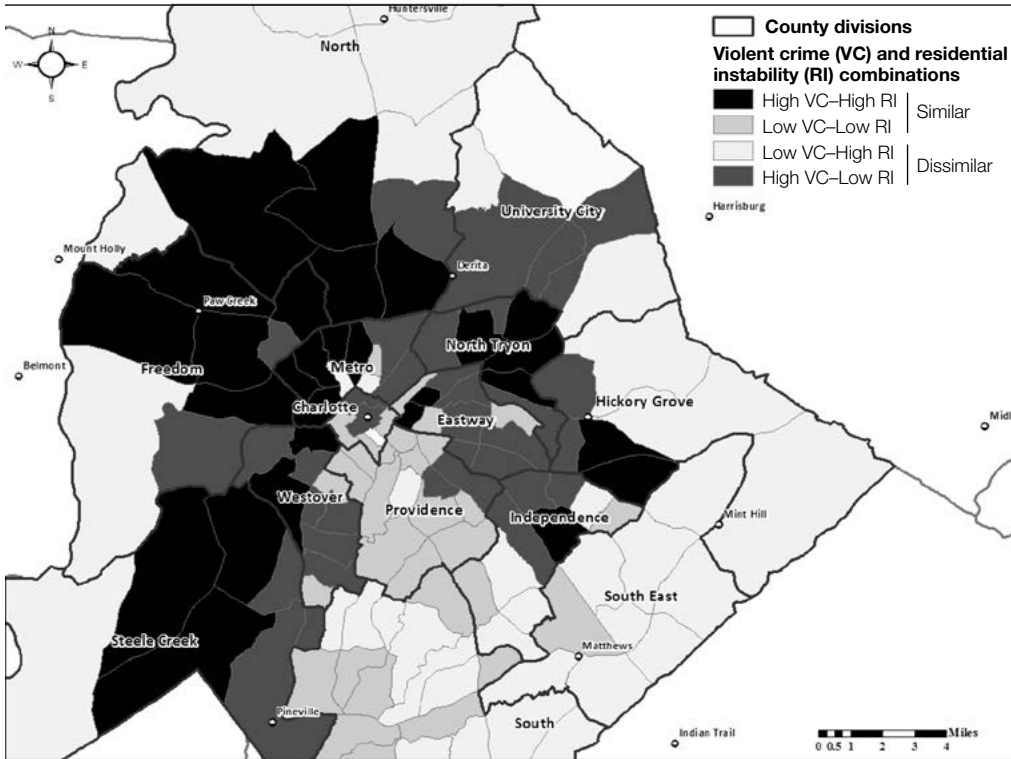 Huntersville
North
N
W E
S
County divisions
Violent crime (VC) and residential
instability (RI) combinations
High VC–High RI
Low VC–Low RI
Similar
Low VC–High RI
High VC–Low RI
Dissimilar
University City
Harrisburg
Mount Holly
Derita
Paw Creek
North Tryon
Belmont
Freedom
Metro
Charlotte
Hickory Grove
Eastway
Midl
Westover
Providence
Independence
Mint Hill
South East
Steele Creek
Matthews
Pineville
South
Indian Trail
Miles
0 0.5 1 2 3 4